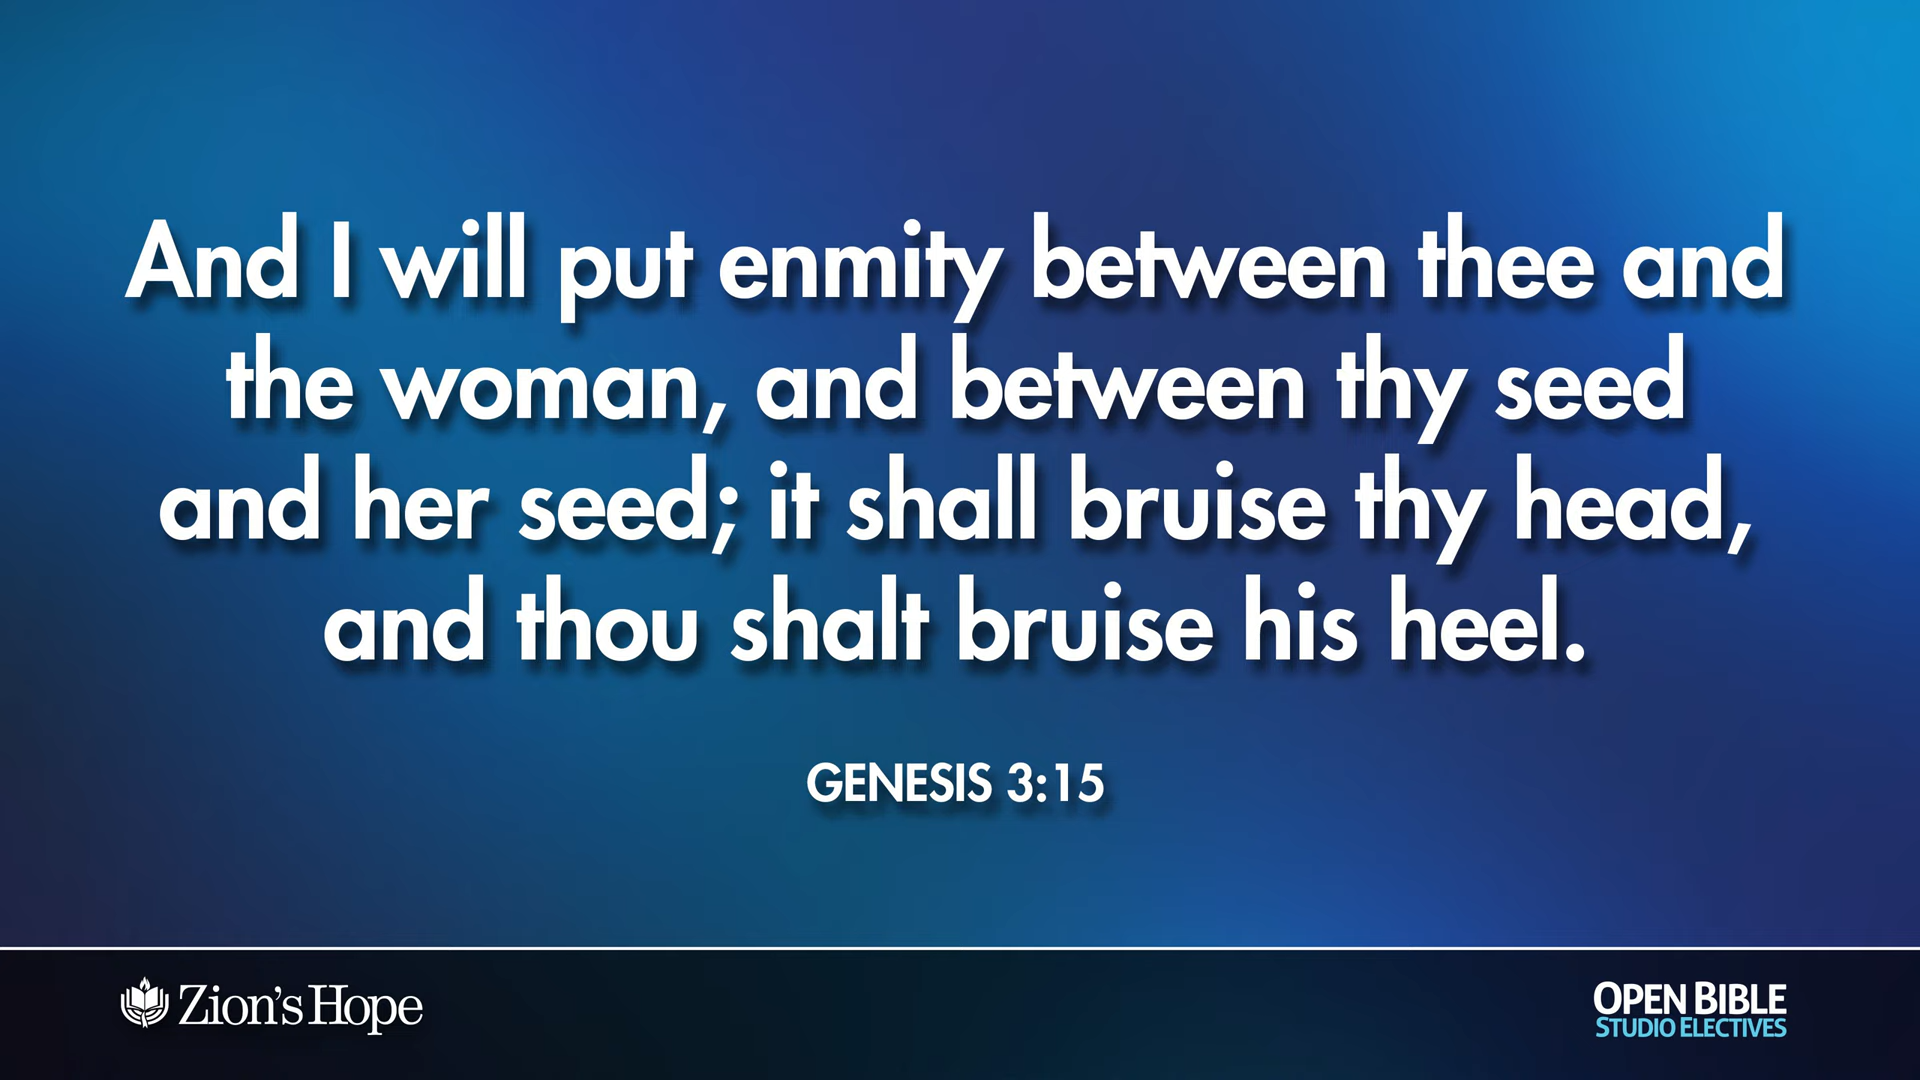 And I will put enmity between thee and
the woman, and between thy seed
and her seed; it shall bruise thy head,
and thou shalt bruise his heel.
GENESIS 3:15
Zion's Hope
OPEN BIBLE
STUDIO ELECTIVES